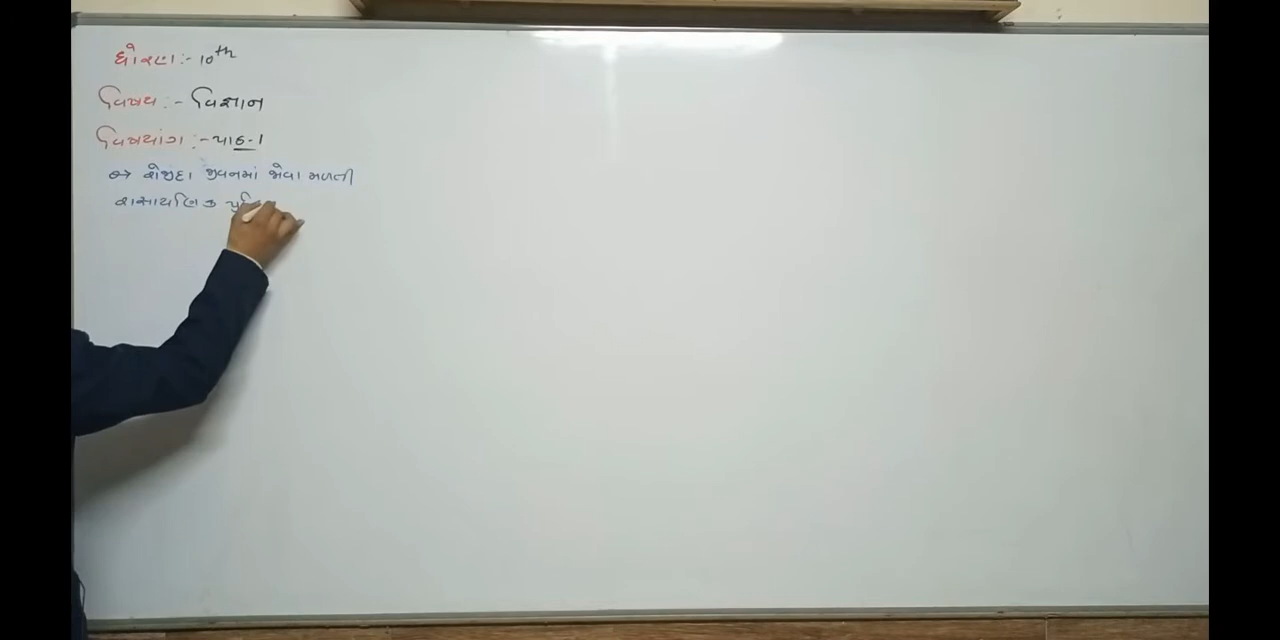 ધોરણ :- 10th
વિષય :- વિજ્ઞાન
વિષયાંગ :- પાઠ-1
→ રોજીંદા જીવનમાં જોવા મળતી
રાસાયણિક